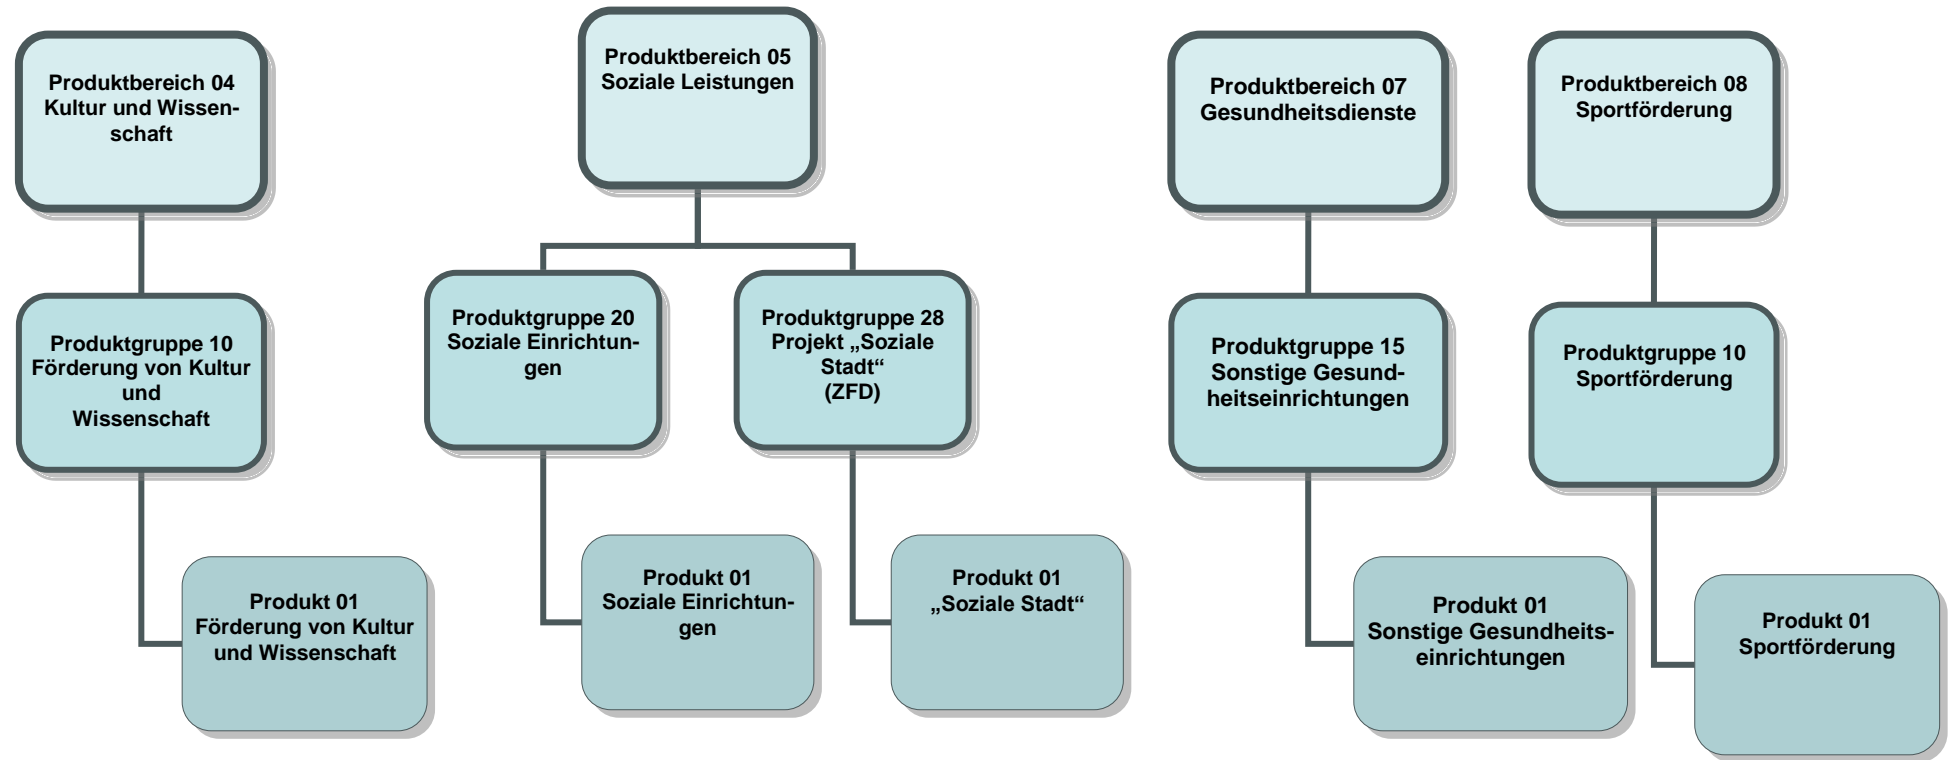 Produktbereich 04
Kultur und Wissen-
schaft
Produktgruppe 10
Förderung von Kultur
und
Wissenschaft
Produkt 01
Förderung von Kultur
und Wissenschaft
Produktbereich 05
Soziale Leistungen
Produktgruppe 20
Soziale Einrichtun-
gen
Produkt 01
Soziale Einrichtun-
gen
Produktgruppe 28
Projekt „Soziale
Stadt“
(ZFD)
Produkt 01
„Soziale Stadt“
Produktbereich 07
Gesundheitsdienste
Produktgruppe 15
Sonstige Gesund-
heitseinrichtungen
Produkt 01
Sonstige Gesundheits-
einrichtungen
Produktbereich 08
Sportförderung
Produktgruppe 10
Sportförderung
Produkt 01
Sportförderung